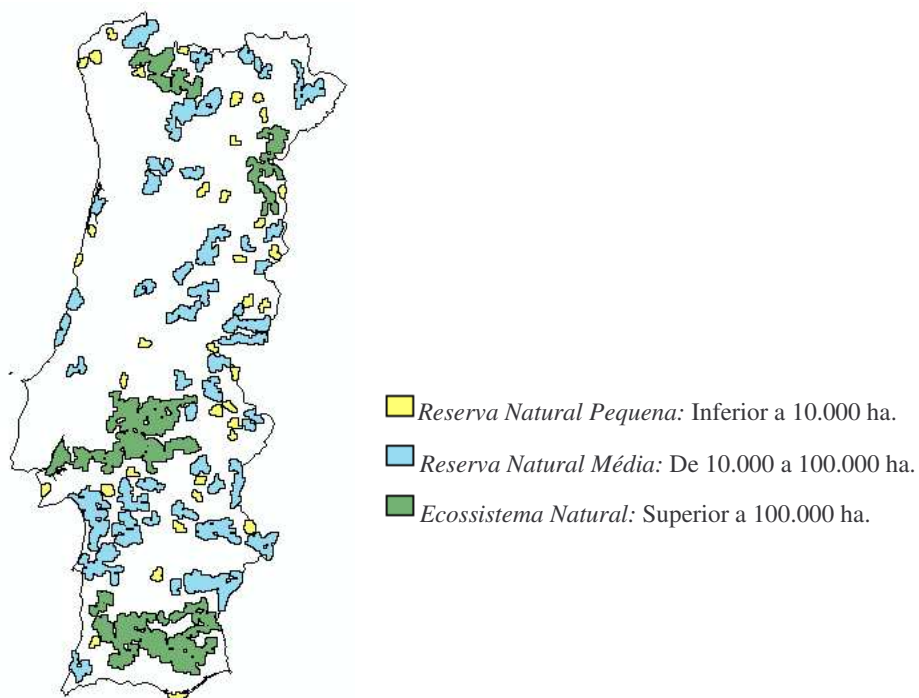 Reserva Natural Pequena: Inferior a 10.000 ha.
Reserva Natural Média: De 10.000 a 100.000 ha.
Ecossistema Natural: Superior a 100.000 ha.